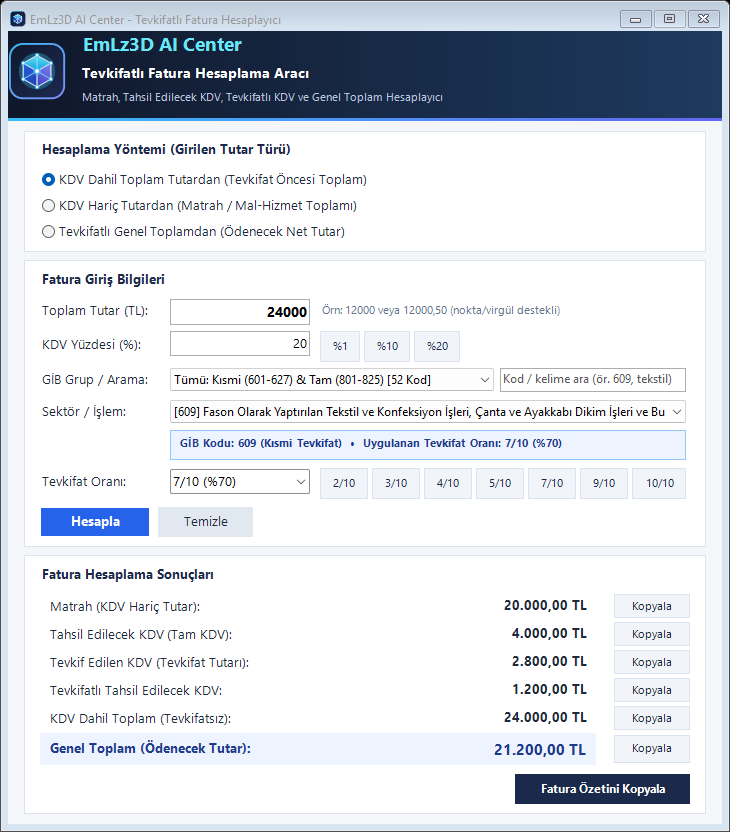 EmLz3D AI Center - Tevkifatlı Fatura Hesaplayıcısı
EmLz3D AI Center
Tevkifatlı Fatura Hesaplama Aracı
Matrah, Tahsil Edilecek KDV, Tevkifatlı KDV ve Genel Toplam Hesaplayıcı
Hesaplama Yöntemi (Girilen Tutar Türü)
KDV Dahil Toplam Tutardan (Tevkifat Öncesi Toplam)
KDV Hariç Tutardan (Matrah / Mal-Hizmet Toplamı)
Tevkifatlı Genel Toplamdan (Ödenecek Net Tutar)
Fatura Giriş Bilgileri
Toplam Tutar (TL): 24000 Örn: 12000 veya 12000,50 (nokta/virgül destekli)
KDV Yüzdesi (%): 20 %1 %10 %20
GİB Grup / Arama: Tümü: Kısmi (601-627) & Tam (801-825) [52 Kod] Kod / kelime ara (ör. 609, tekstil)
Sektör / İşlem: [609] Fason Olarak Yaptırılan Tekstil ve Konfeksiyon İşleri, Çanta ve Ayakkabı Dikim İşleri ve Bu
GİB Kodu: 609 (Kısmi Tevkifat) • Uygulanan Tevkifat Oranı: 7/10 (%70)
Tevkifat Oranı: 7/10 (%70) 2/10 3/10 4/10 5/10 7/10 9/10 10/10
Hesapla Temizle
Fatura Hesaplama Sonuçları
Matrah (KDV Hariç Tutar): 20.000,00 TL Kopyala
Tahsil Edilecek KDV (Tam KDV): 4.000,00 TL Kopyala
Tevkif Edilen KDV (Tevkifat Tutarı): 2.800,00 TL Kopyala
Tevkifatlı Tahsil Edilecek KDV: 1.200,00 TL Kopyala
KDV Dahil Toplam (Tevkifatsız): 24.000,00 TL Kopyala
Genel Toplam (Ödenecek Tutar): 21.200,00 TL Kopyala
Fatura Özetini Kopyala